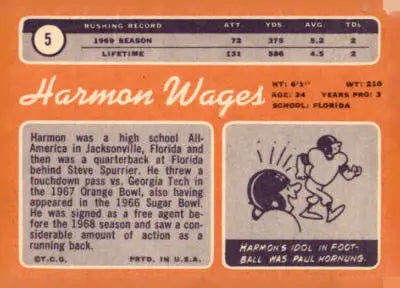 5
RUSHING RECORD ATT. YDS. AVG. TDs
1969 SEASON 72 375 5.2 2
LIFETIME 131 586 4.5 2
Harmon Wages
HT: 6'1" WT: 210
AGE: 24 YEARS PRO: 3
SCHOOL: FLORIDA
Harmon was a high school All-
America in Jacksonville, Florida and
then was a quarterback at Florida
behind Steve Spurrier. He threw a
touchdown pass vs. Georgia Tech in
the 1967 Orange Bowl, also having
appeared in the 1966 Sugar Bowl.
He was signed as a free agent before
the 1968 season and saw a con-
siderable amount of action as a
running back.
©T.C.G. PRTD. IN U.S.A.
HARMON'S IDOL IN FOOT-
BALL WAS PAUL HORNUNG.